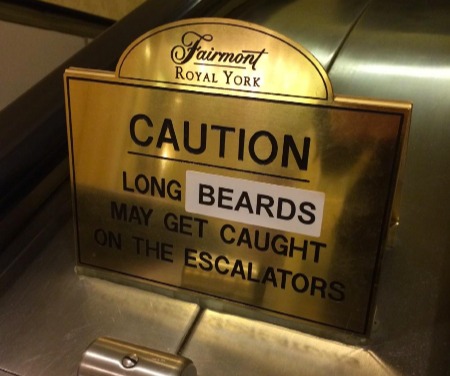 Fairmont
ROYAL YORK
CAUTION
LONG BEARDS
MAY GET CAUGHT
ON THE ESCALATORS